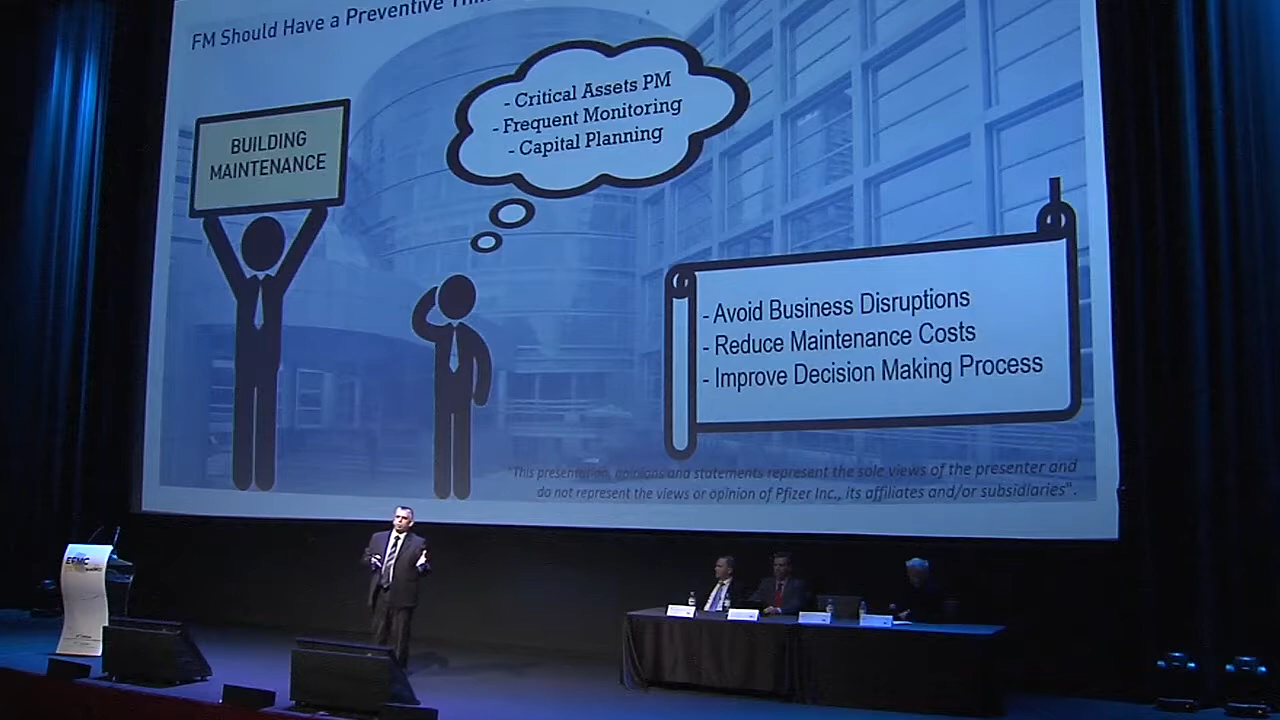 FM Should Have a Preventive
BUILDING
MAINTENANCE
- Critical Assets PM
- Frequent Monitoring
- Capital Planning
- Avoid Business Disruptions
- Reduce Maintenance Costs
- Improve Decision Making Process
"This presentation, opinions and statements represent the sole views of the presenter and
do not represent the views or opinion of Pfizer Inc., its affiliates and/or subsidiaries".
EFMC